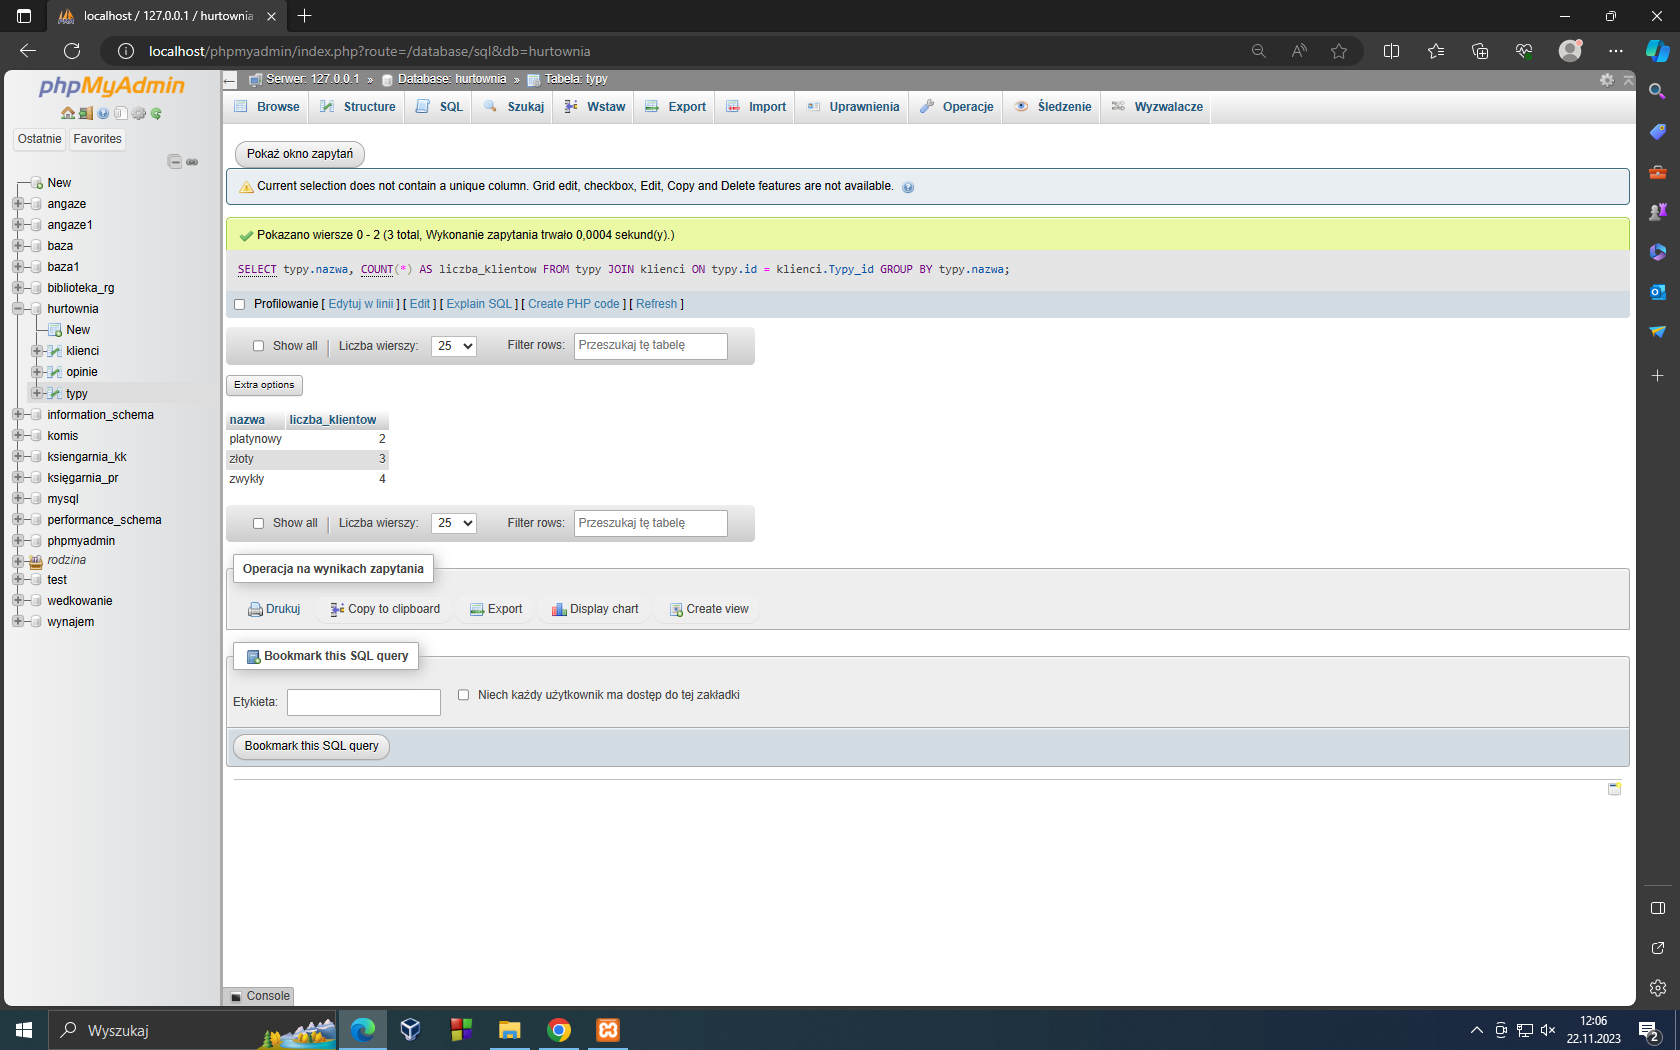 localhost / 127.0.0.1 / hurtownia
localhost/phpmyadmin/index.php?route=/database/sql&db=hurtownia
phpMyAdmin
Ostatnie Favorites
New
angaze
angaze1
baza
baza1
biblioteka_rg
hurtownia
New
klienci
opinie
typy
information_schema
komis
ksiengarnia_kk
księgarnia_pr
mysql
performance_schema
phpmyadmin
rodzina
test
wedkowanie
wynajem
Serwer: 127.0.0.1 » Database: hurtownia » Tabela: typy
Browse Structure SQL Szukaj Wstaw Export Import Uprawnienia Operacje Śledzenie Wyzwalacze
Pokaż okno zapytań
Current selection does not contain a unique column. Grid edit, checkbox, Edit, Copy and Delete features are not available.
Pokazano wiersze 0 - 2 (3 total, Wykonanie zapytania trwało 0,0004 sekund(y).)
SELECT typy.nazwa, COUNT(*) AS liczba_klientow FROM typy JOIN klienci ON typy.id = klienci.Typy_id GROUP BY typy.nazwa;
Profilowanie [ Edytuj w linii ] [ Edit ] [ Explain SQL ] [ Create PHP code ] [ Refresh ]
Show all | Liczba wierszy: 25 Filter rows: Przeszukaj tę tabelę
Extra options
nazwa liczba_klientow
platynowy 2
złoty 3
zwykły 4
Show all | Liczba wierszy: 25 Filter rows: Przeszukaj tę tabelę
Operacja na wynikach zapytania
Drukuj Copy to clipboard Export Display chart Create view
Bookmark this SQL query
Etykieta: Niech każdy użytkownik ma dostęp do tej zakładki
Bookmark this SQL query
Console
Wyszukaj
12:06
22.11.2023
2